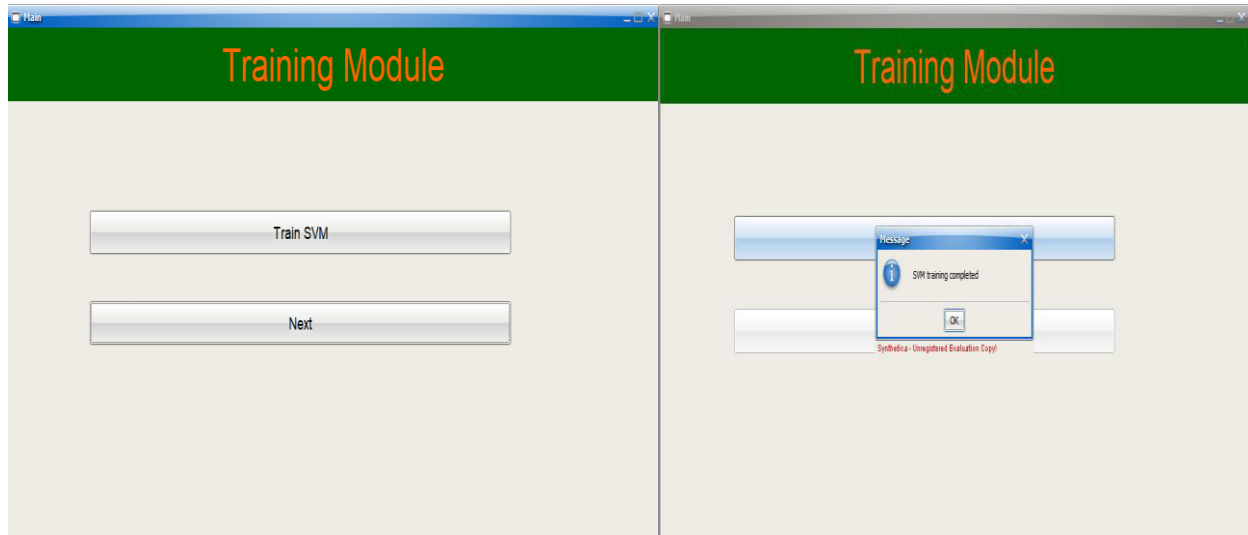 Main
Training Module
Train SVM
Next
Main
Training Module
Message
SVM training completed
OK
Synthetica - Unregistered Evaluation Copy!